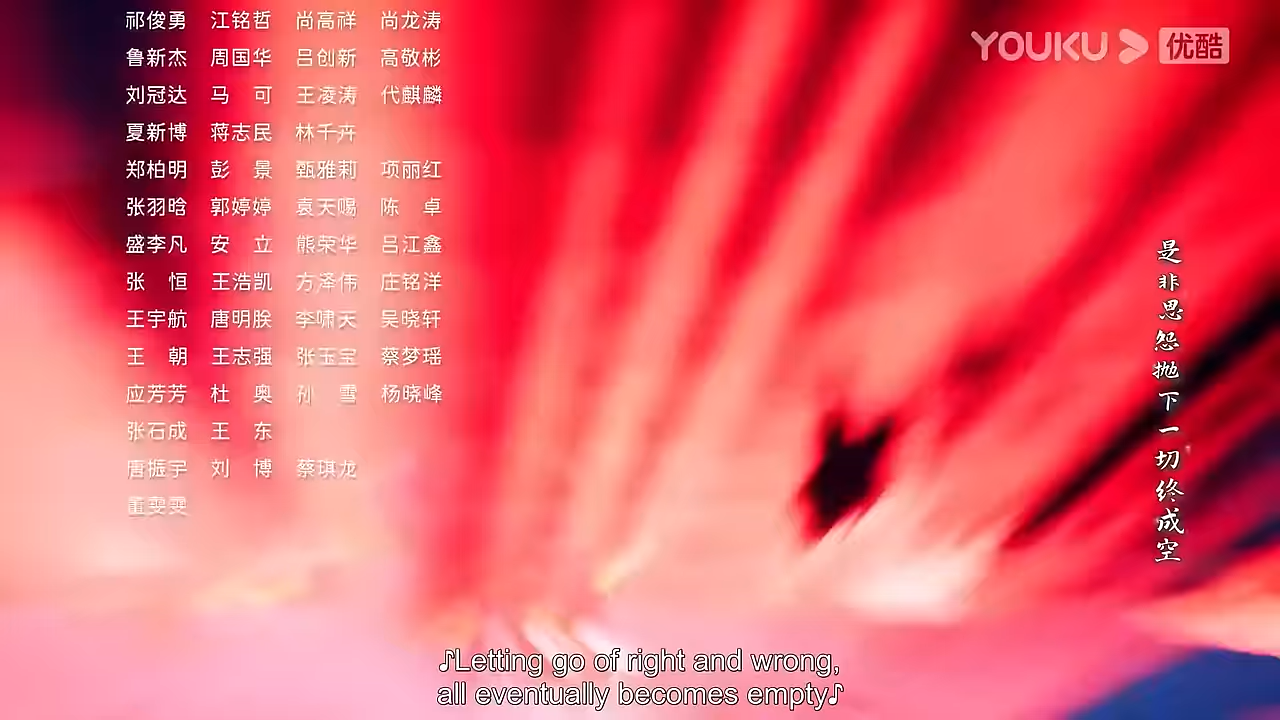 祁俊勇 江铭哲 尚高祥 尚龙涛
鲁新杰 周国华 吕创新 高敬彬
刘冠达 马 可 王凌涛 代麒麟
夏新博 蒋志民 林千卉
郑柏明 彭 景 甄雅莉 项丽红
张羽晗 郭婷婷 袁天赐 陈 卓
盛李凡 安 立 熊荣华 吕江鑫
张 恒 王浩凯 方泽伟 庄铭洋
王宇航 唐明朕 李啸天 吴晓轩
王 朝 王志强 张玉宝 蔡梦瑶
应芳芳 杜 奥 孙 雪 杨晓峰
张石成 王 东
唐振宇 刘 博 蔡琪龙
董雯雯
YOUKU 优酷
是非恩怨抛下一切终成空
♪Letting go of right and wrong,
all eventually becomes empty♪